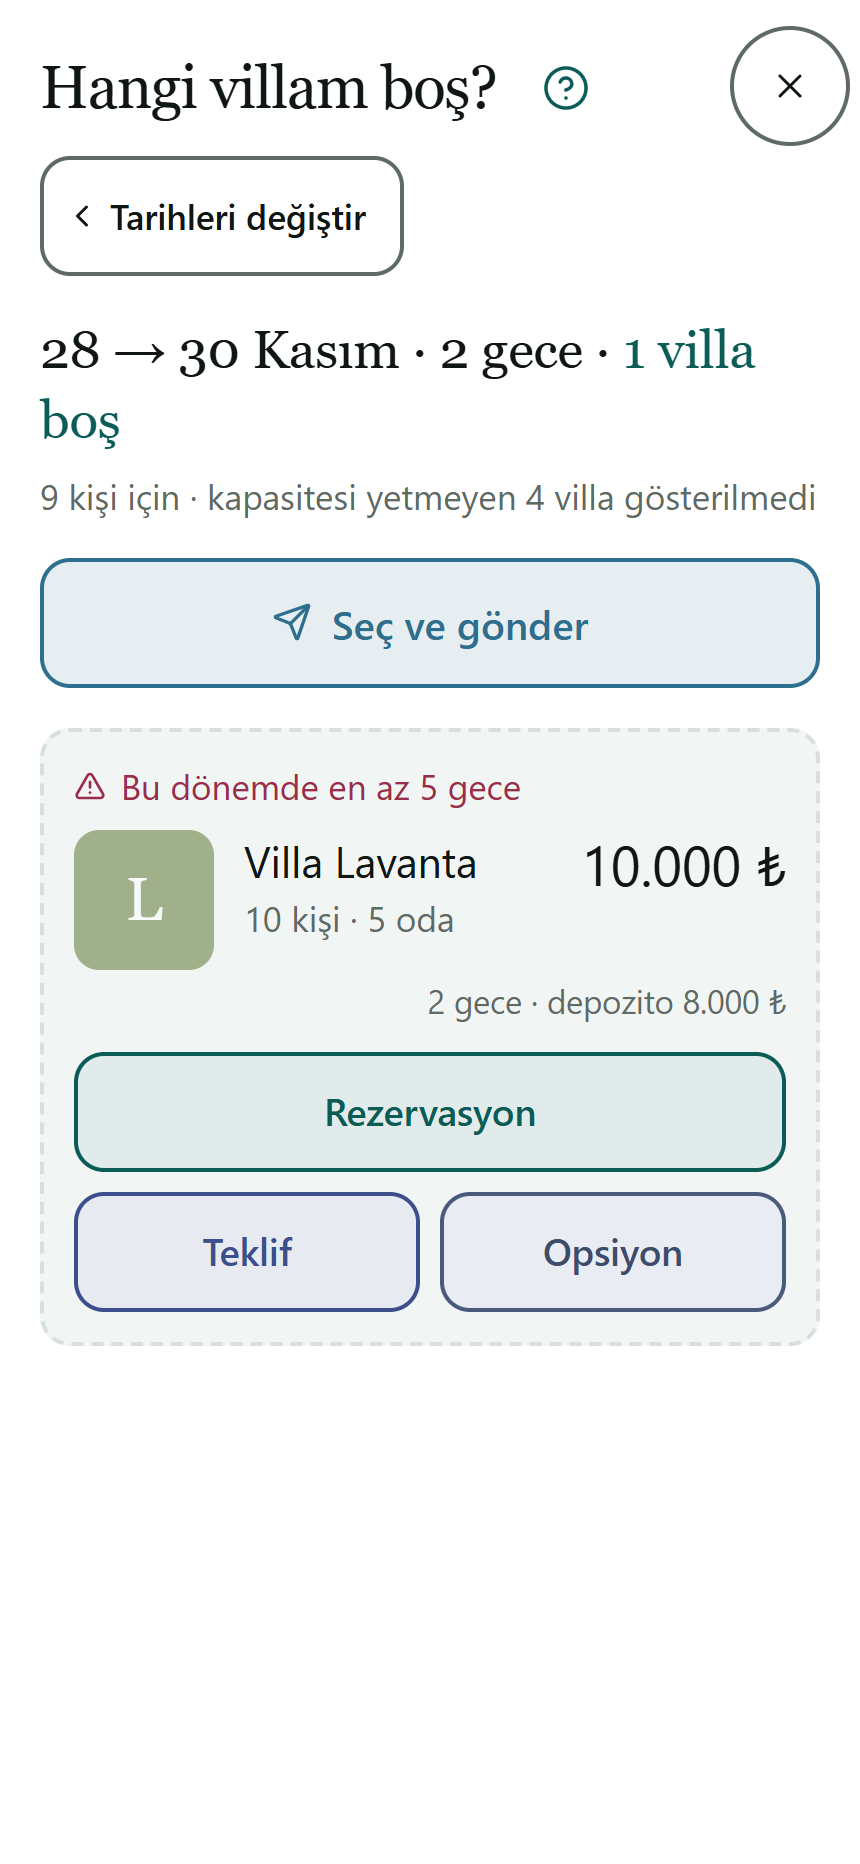 Hangi villam boş?
Tarihleri değiştir
28 → 30 Kasım · 2 gece · 1 villa
boş
9 kişi için · kapasitesi yetmeyen 4 villa gösterilmedi
Seç ve gönder
Bu dönemde en az 5 gece
L
Villa Lavanta
10.000 ₺
10 kişi · 5 oda
2 gece · depozito 8.000 ₺
Rezervasyon
Teklif
Opsiyon